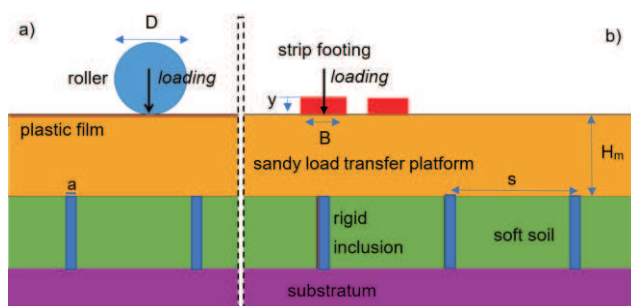 a)
D
roller
loading
plastic film
a
strip footing
b)
loading
y
B
sandy load transfer platform
Hm
s
rigid
inclusion
soft soil
substratum